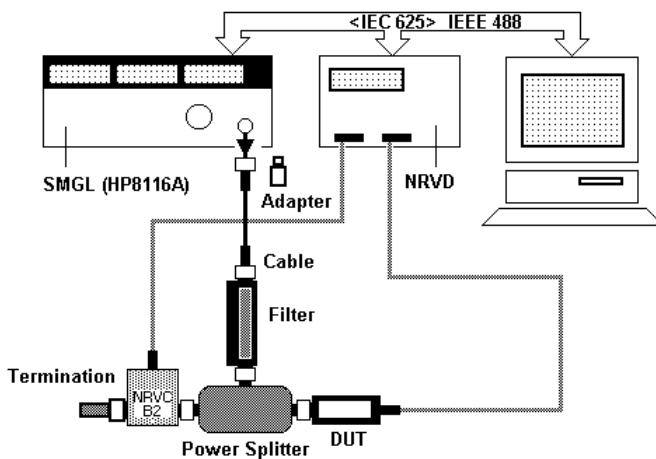 <IEC 625> IEEE 488
SMGL (HP8116A)
Adapter
NRVD
Cable
Filter
Termination
NRVC
B2
Power Splitter
DUT